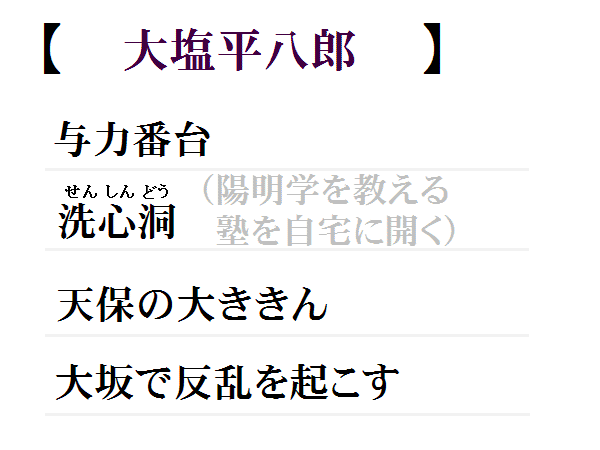 【 大塩平八郎 】
与力番台
せん しん どう
洗心洞 (陽明学を教える
塾を自宅に開く)
天保の大ききん
大坂で反乱を起こす